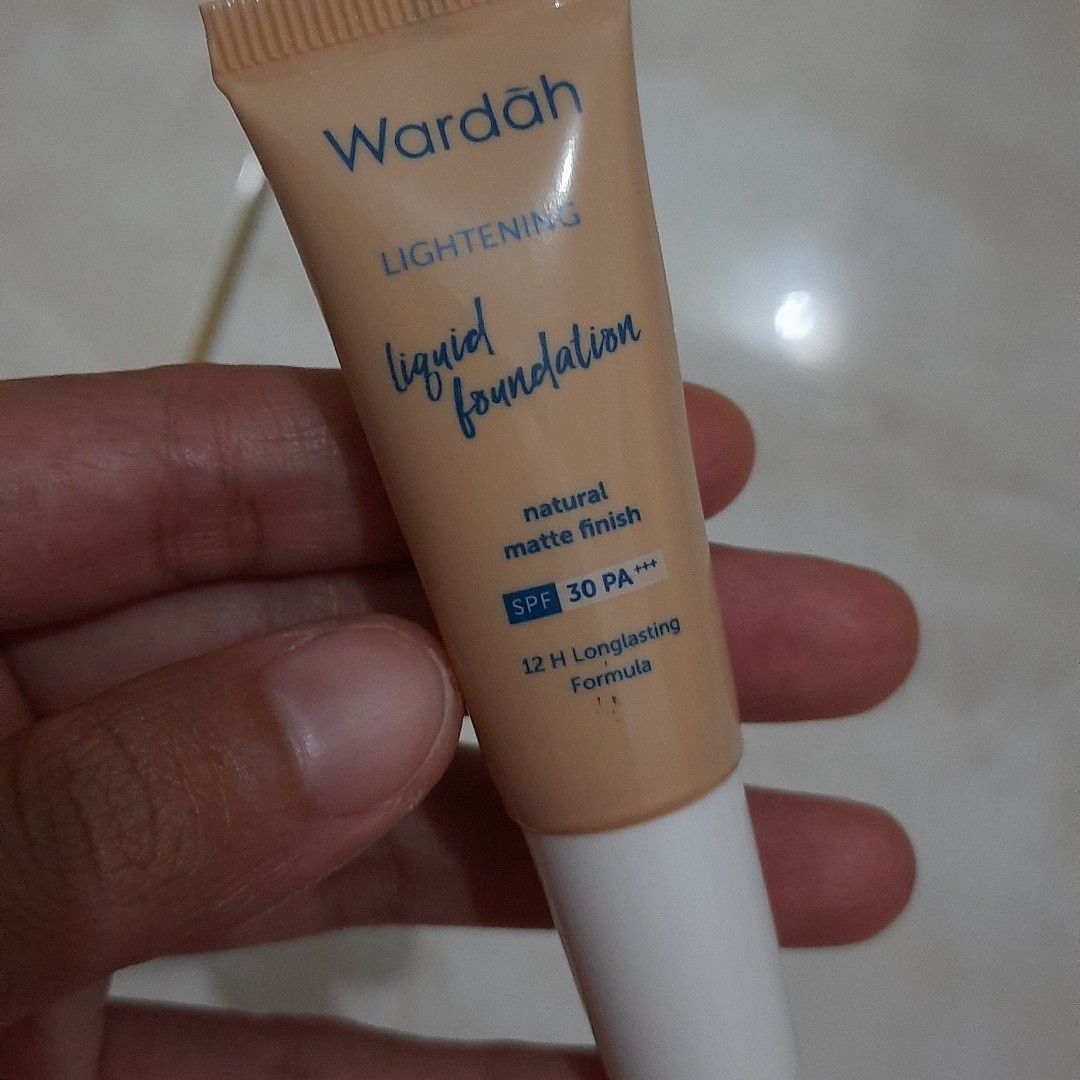 Wardāh
LIGHTENING
liquid
foundation
natural
matte finish
SPF 30 PA+++
12 H Longlasting
Formula